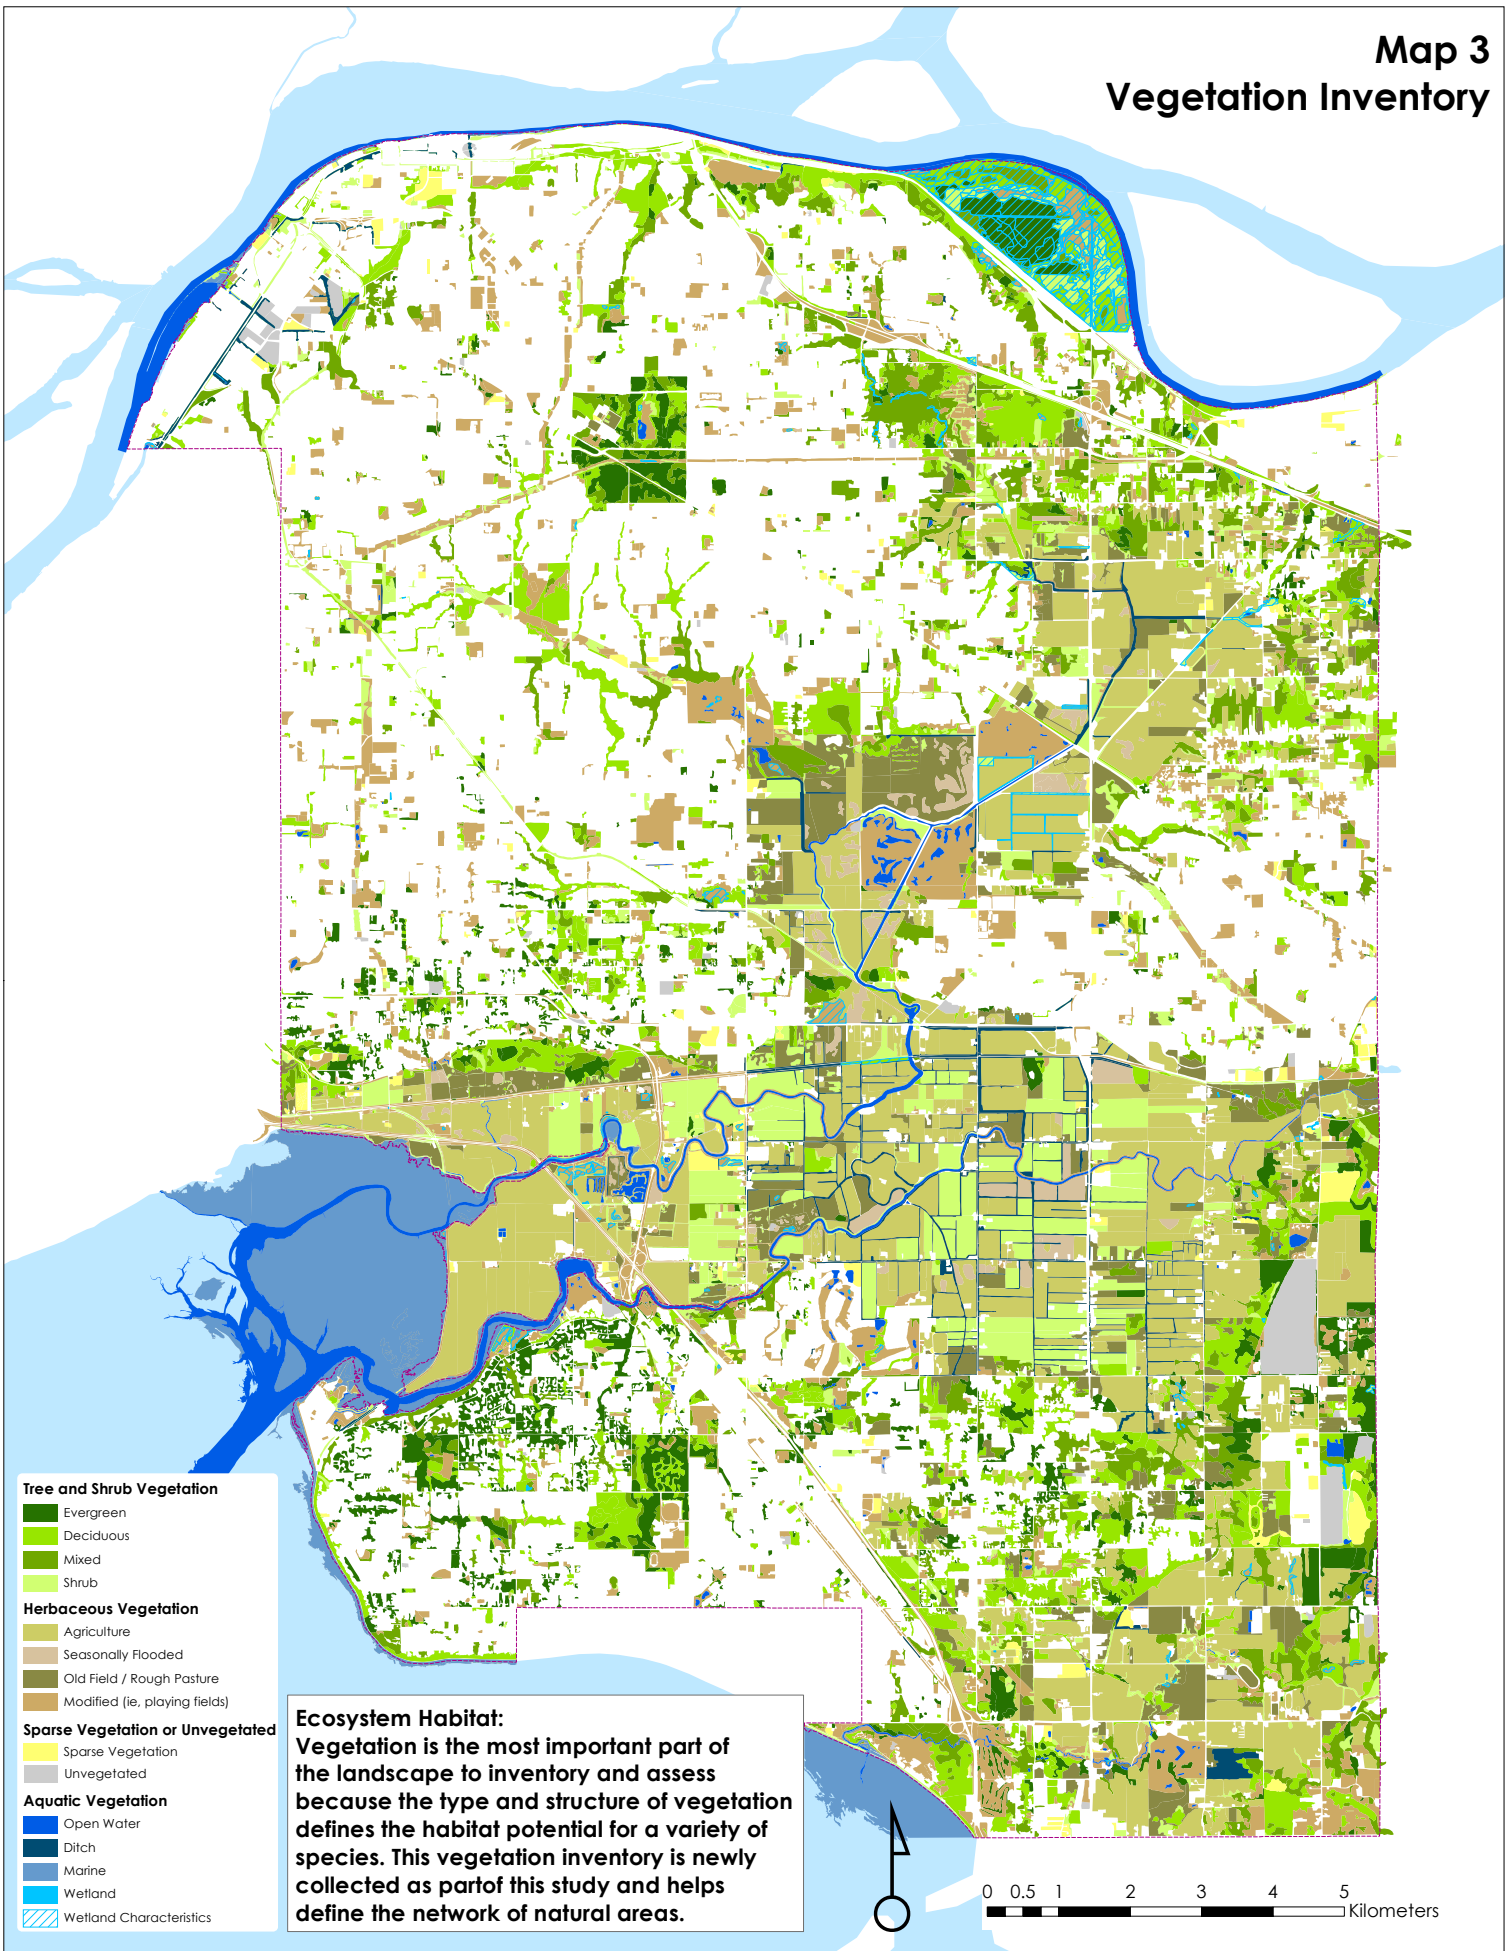 Map 3
Vegetation Inventory
Tree and Shrub Vegetation
Evergreen
Deciduous
Mixed
Shrub
Herbaceous Vegetation
Agriculture
Seasonally Flooded
Old Field / Rough Pasture
Modified (ie, playing fields)
Sparse Vegetation or Unvegetated
Sparse Vegetation
Unvegetated
Aquatic Vegetation
Open Water
Ditch
Marine
Wetland
Wetland Characteristics
Ecosystem Habitat:
Vegetation is the most important part of
the landscape to inventory and assess
because the type and structure of vegetation
defines the habitat potential for a variety of
species. This vegetation inventory is newly
collected as partof this study and helps
define the network of natural areas.
0 0.5 1 2 3 4 5
Kilometers